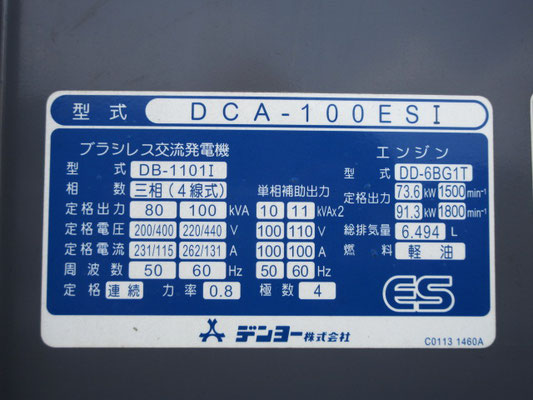 型式 DCA-100ESI
ブラシレス交流発電機
型式 DB-1101I
相数 三相(4線式) 単相補助出力
定格出力 80 100 kVA 10 11 kVAx2
定格電圧 200/400 220/440 V 100 110 V
定格電流 231/115 262/131 A 100 100 A
周波数 50 60 Hz 50 60 Hz
定格 連続 力率 0.8 極数 4
エンジン
型式 DD-6BG1T
定格出力 73.6 kW 1500 min⁻¹
91.3 kW 1800 min⁻¹
総排気量 6.494 L
燃料 軽油
ES
デンヨー株式会社
C0113 1460A